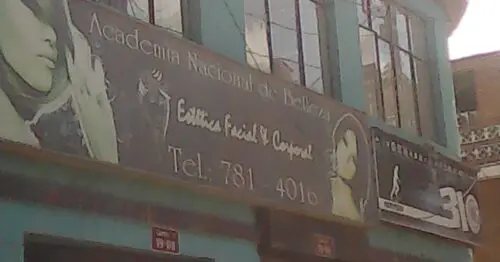 Academia Nacional de Belleza
Estética Facial & Corporal
Tel: 781 - 4016
310